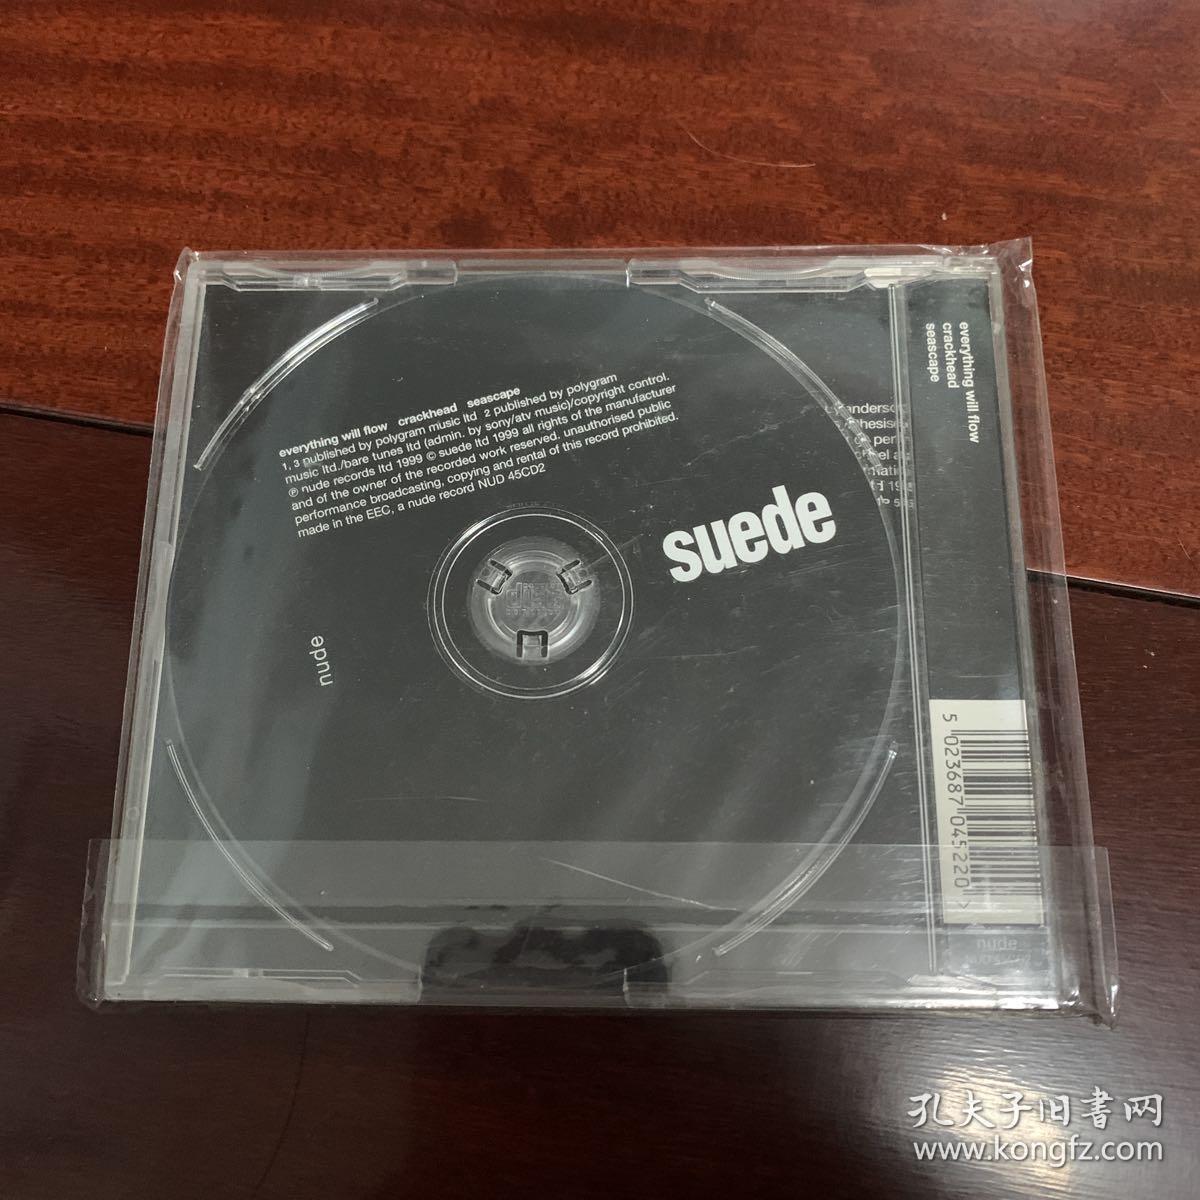 everything will flow crackhead seascape
1, 3 published by polygram music ltd 2 published by polygram
music ltd./bare tunes ltd (admin. by sony/atv music)/copyright control.
℗ nude records ltd 1999 © suede ltd 1999 all rights of the manufacturer
and of the owner of the recorded work reserved. unauthorised public
performance broadcasting, copying and rental of this record prohibited.
made in the EEC, a nude record NUD 45CD2
suede
nude
anderson
everything will flow
crackhead
seascape
5 023687 045220 >
nude
孔夫子旧書网
www.kongfz.com